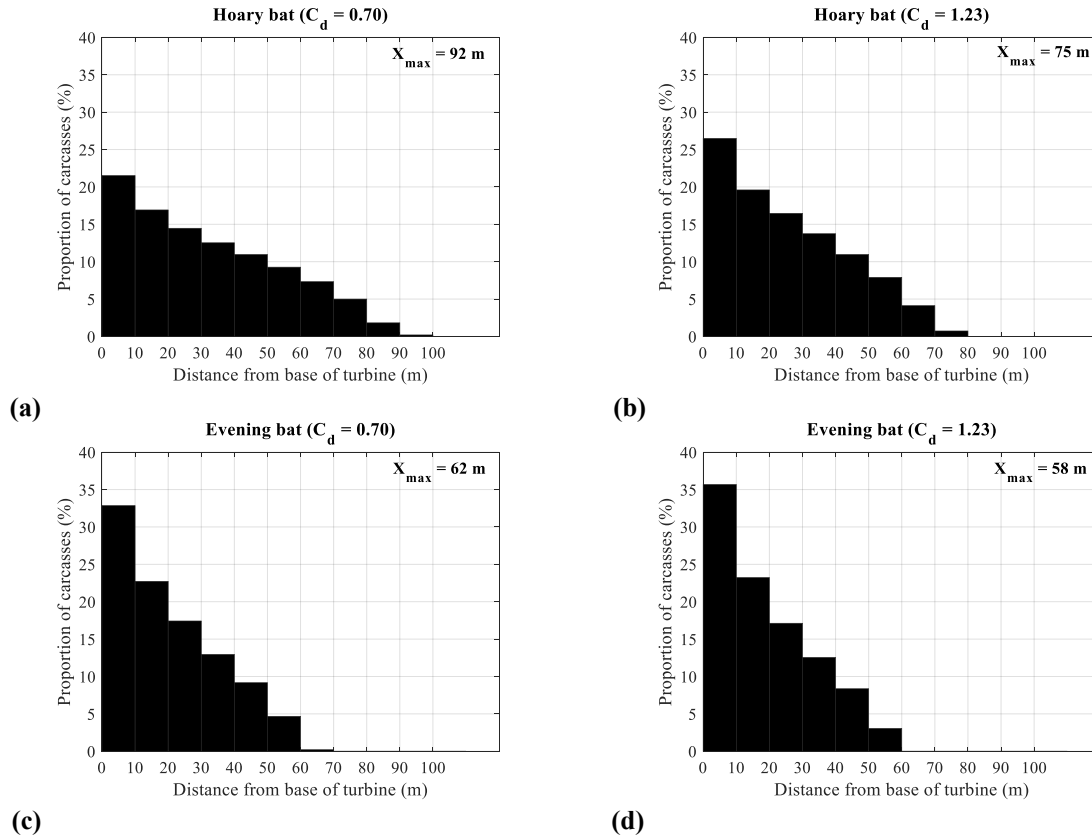 Hoary bat (C_d = 0.70)
X_max = 92 m
Proportion of carcasses (%)
40
35
30
25
20
15
10
5
0
0 10 20 30 40 50 60 70 80 90 100
Distance from base of turbine (m)
(a)
Hoary bat (C_d = 1.23)
X_max = 75 m
Proportion of carcasses (%)
40
35
30
25
20
15
10
5
0
0 10 20 30 40 50 60 70 80 90 100
Distance from base of turbine (m)
(b)
Evening bat (C_d = 0.70)
X_max = 62 m
Proportion of carcasses (%)
40
35
30
25
20
15
10
5
0
0 10 20 30 40 50 60 70 80 90 100
Distance from base of turbine (m)
(c)
Evening bat (C_d = 1.23)
X_max = 58 m
Proportion of carcasses (%)
40
35
30
25
20
15
10
5
0
0 10 20 30 40 50 60 70 80 90 100
Distance from base of turbine (m)
(d)